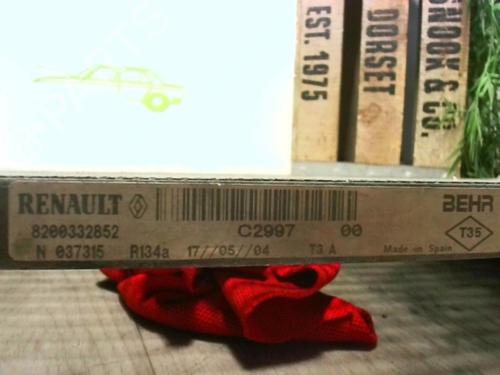 EST. 1975
DORSET
SNOOK & CO.
RENAULT BEHR
8200332852 C2997 00 T35
N 037315 R134a 17//05//04 T3 A Made in Spain